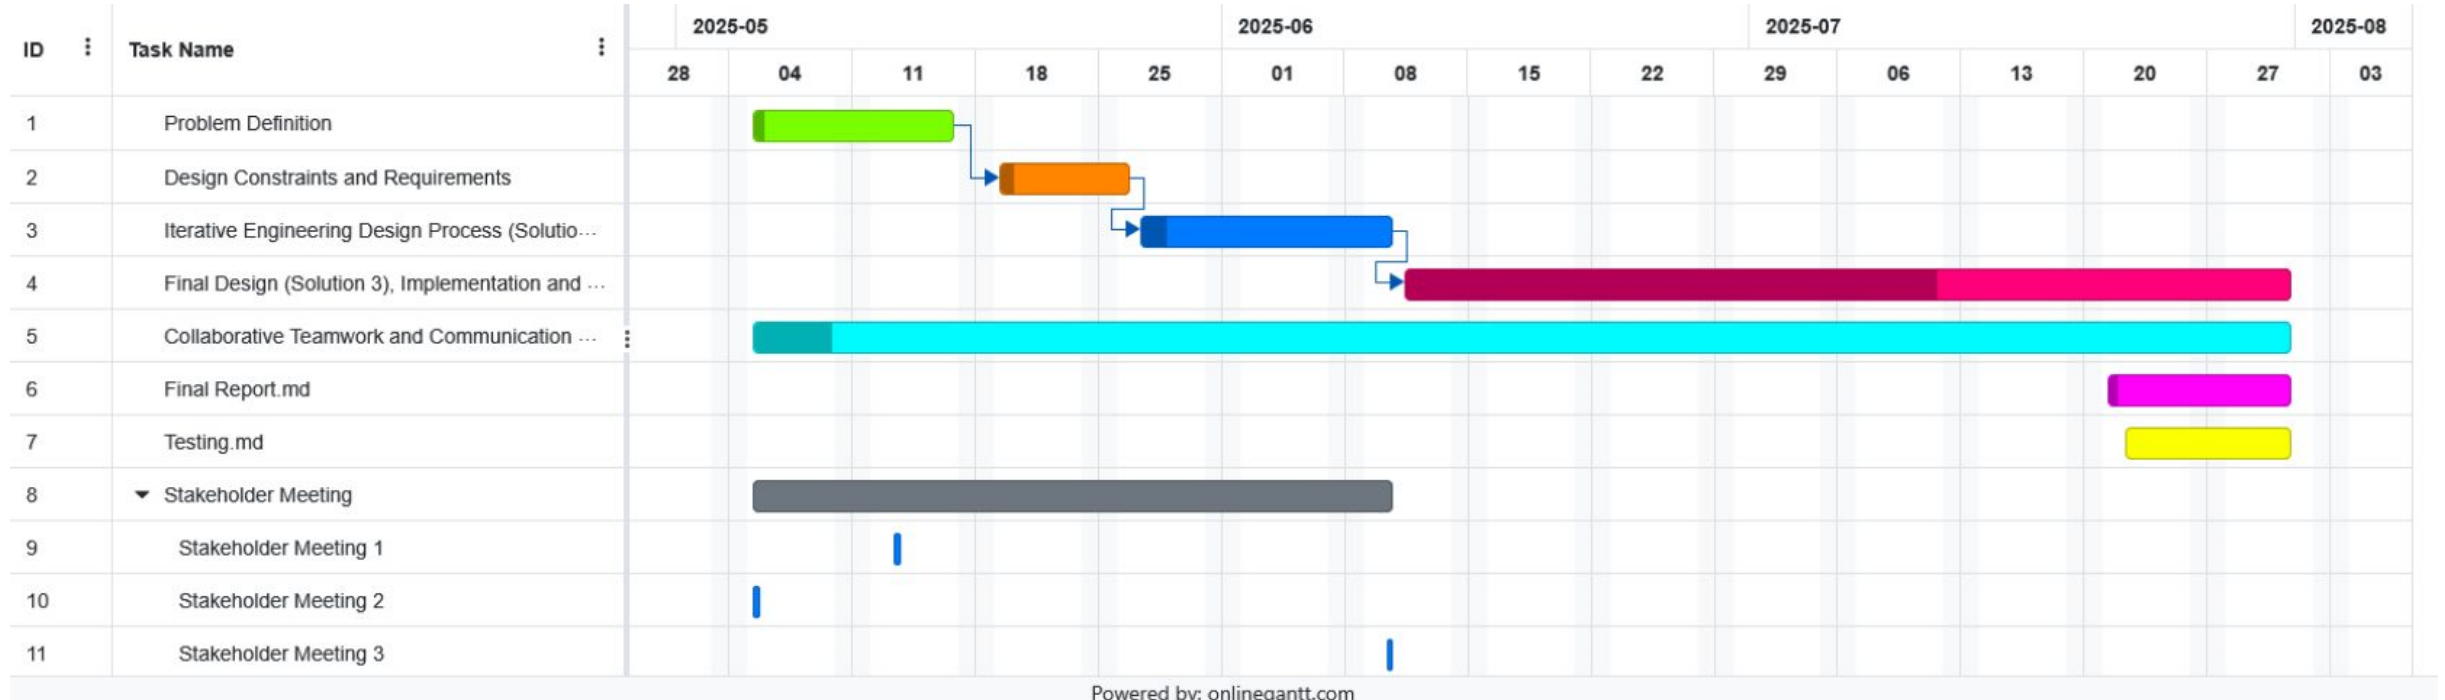 2025-05 2025-06 2025-07 2025-08
ID Task Name
28 04 11 18 25 01 08 15 22 29 06 13 20 27 03
1 Problem Definition
2 Design Constraints and Requirements
3 Iterative Engineering Design Process (Solutio...
4 Final Design (Solution 3), Implementation and ...
5 Collaborative Teamwork and Communication ...
6 Final Report.md
7 Testing.md
8 Stakeholder Meeting
9 Stakeholder Meeting 1
10 Stakeholder Meeting 2
11 Stakeholder Meeting 3
Powered by: onlinegantt.com